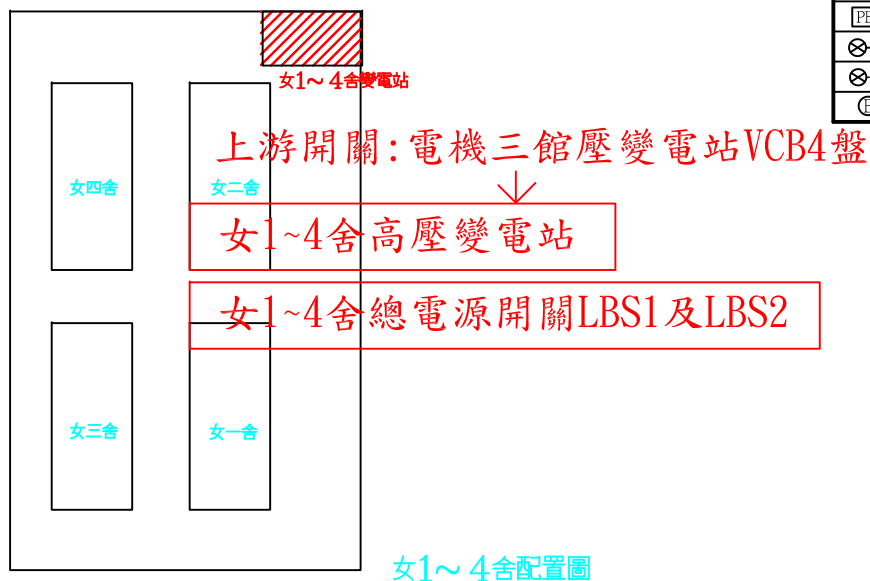 女1～4舍變電站
上游開關:電機三館壓變電站VCB4盤
女四舍
女二舍
女1~4舍高壓變電站
女1~4舍總電源開關LBS1及LBS2
女三舍
女一舍
女1～4舍配置圖